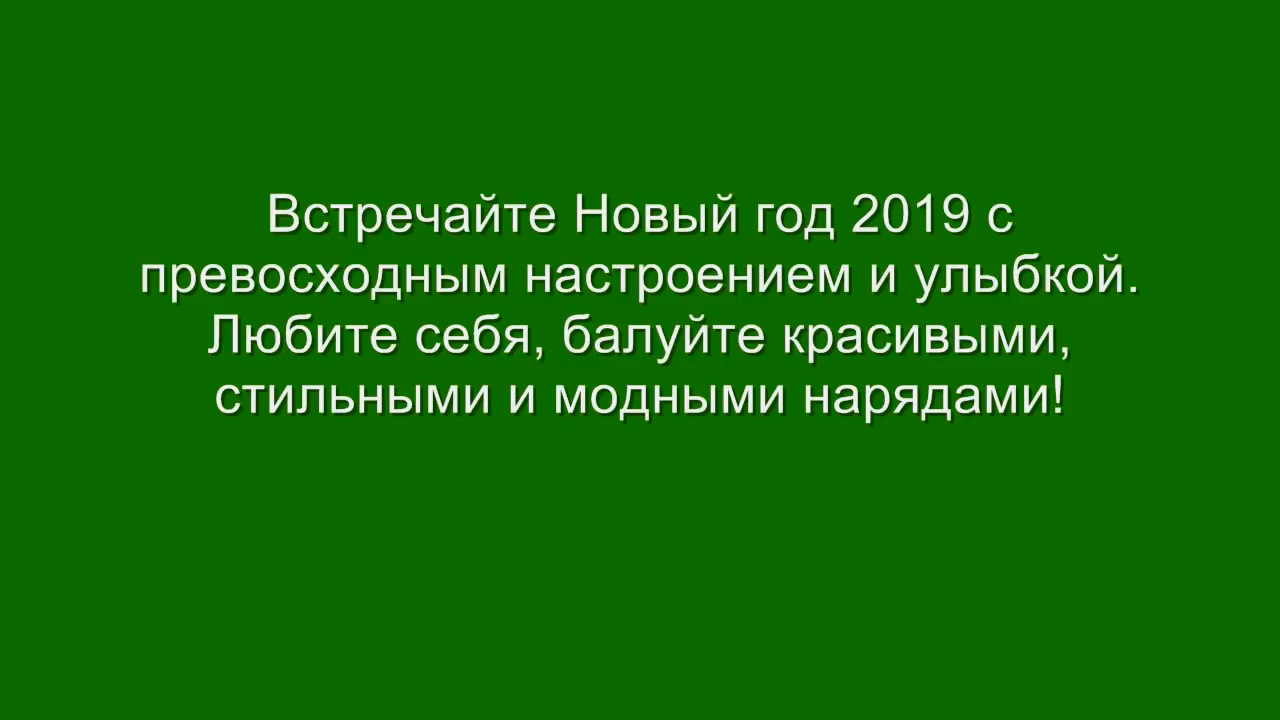 Встречайте Новый год 2019 с
превосходным настроением и улыбкой.
Любите себя, балуйте красивыми,
стильными и модными нарядами!